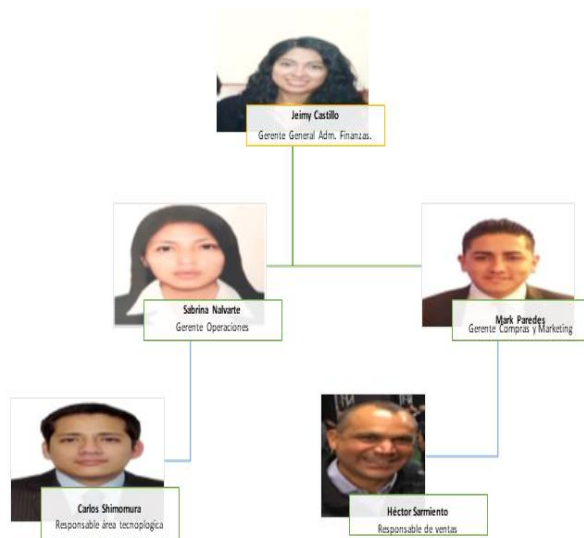 Jeimy Castillo
Gerente General Adm. Finanzas.
Sabrina Nalvarte
Gerente Operaciones
Mark Paredes
Gerente Compras y Marketing
Carlos Shimomura
Responsable área tecnoplogica
Héctor Sarmiento
Responsable de ventas